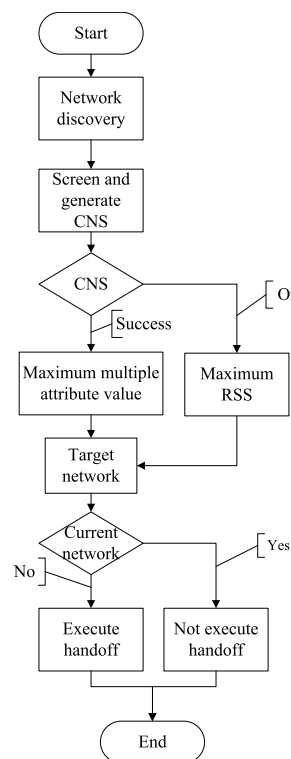 Start
Network
discovery
Screen and
generate
CNS
CNS
O
Success
Maximum multiple
attribute value
Maximum
RSS
Target
network
Current
network
No
Yes
Execute
handoff
Not execute
handoff
End